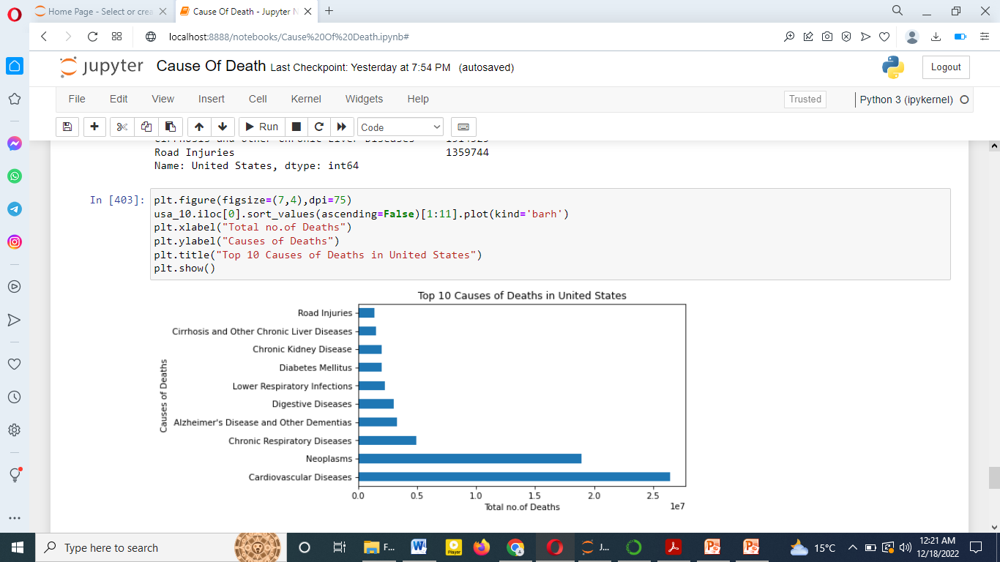 Home Page - Select or crea
Cause Of Death - Jupyter N
localhost:8888/notebooks/Cause%20Of%20Death.ipynb#
jupyter Cause Of Death Last Checkpoint: Yesterday at 7:54 PM (autosaved)
Logout
File Edit View Insert Cell Kernel Widgets Help
Trusted
Python 3 (ipykernel)
Run
Code
Cirrhosis and Other Chronic Liver Diseases
Road Injuries 1359744
Name: United States, dtype: int64
In [403]:
plt.figure(figsize=(7,4),dpi=75)
usa_10.iloc[0].sort_values(ascending=False)[1:11].plot(kind='barh')
plt.xlabel("Total no.of Deaths")
plt.ylabel("Causes of Deaths")
plt.title("Top 10 Causes of Deaths in United States")
plt.show()
Top 10 Causes of Deaths in United States
Causes of Deaths
Road Injuries
Cirrhosis and Other Chronic Liver Diseases
Chronic Kidney Disease
Diabetes Mellitus
Lower Respiratory Infections
Digestive Diseases
Alzheimer's Disease and Other Dementias
Chronic Respiratory Diseases
Neoplasms
Cardiovascular Diseases
0.0 0.5 1.0 1.5 2.0 2.5
Total no.of Deaths
1e7
Type here to search
F...
Player
J...
15°C
12:21 AM
12/18/2022